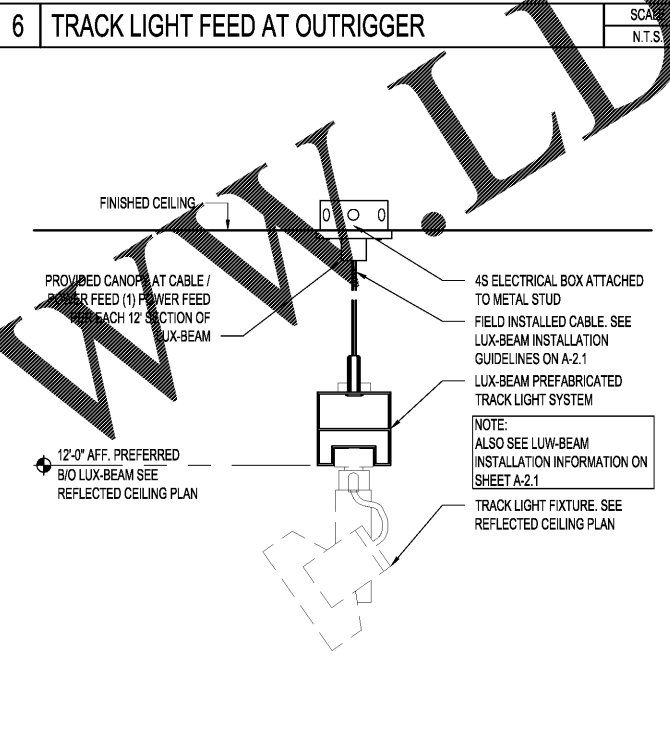 6 TRACK LIGHT FEED AT OUTRIGGER
SCALE
N.T.S.
FINISHED CEILING
PROVIDED CANOPY AT CABLE /
POWER FEED (1) POWER FEED
PER EACH 12' SECTION OF
LUX-BEAM
4S ELECTRICAL BOX ATTACHED
TO METAL STUD
FIELD INSTALLED CABLE. SEE
LUX-BEAM INSTALLATION
GUIDELINES ON A-2.1
LUX-BEAM PREFABRICATED
TRACK LIGHT SYSTEM
NOTE:
ALSO SEE LUW-BEAM
INSTALLATION INFORMATION ON
SHEET A-2.1
12'-0" AFF. PREFERRED
B/O LUX-BEAM SEE
REFLECTED CEILING PLAN
TRACK LIGHT FIXTURE. SEE
REFLECTED CEILING PLAN
WW.LD